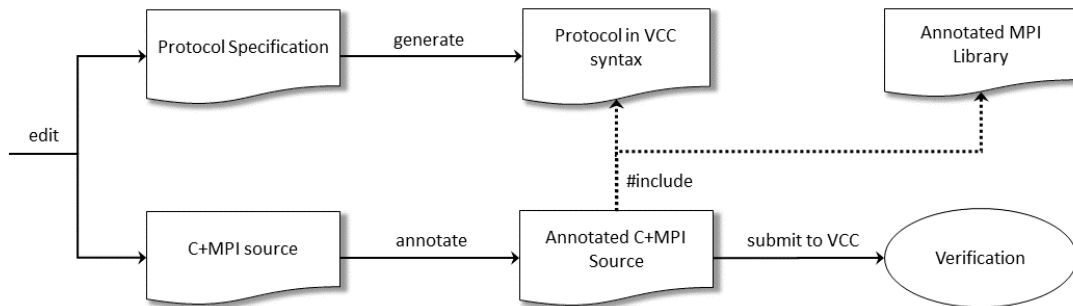 Protocol Specification
generate
Protocol in VCC
syntax
Annotated MPI
Library
edit
#include
C+MPI source
annotate
Annotated C+MPI
Source
submit to VCC
Verification